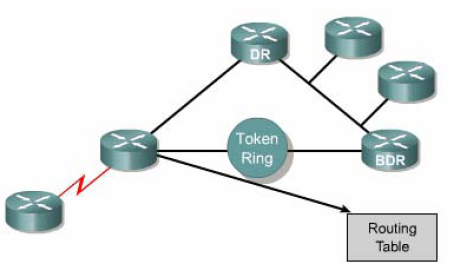 DR
Token
Ring
BDR
Routing
Table